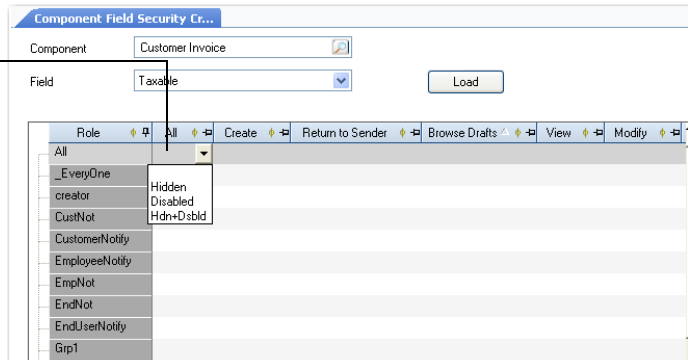 Component Field Security Cr...
Component Customer Invoice
Field Taxable Load
Role All Create Return to Sender Browse Drafts View Modify
All
_EveryOne
Hidden
creator
Disabled
CustNot
Hdn+Dsbld
CustomerNotify
EmployeeNotify
EmpNot
EndNot
EndUserNotify
Grp1